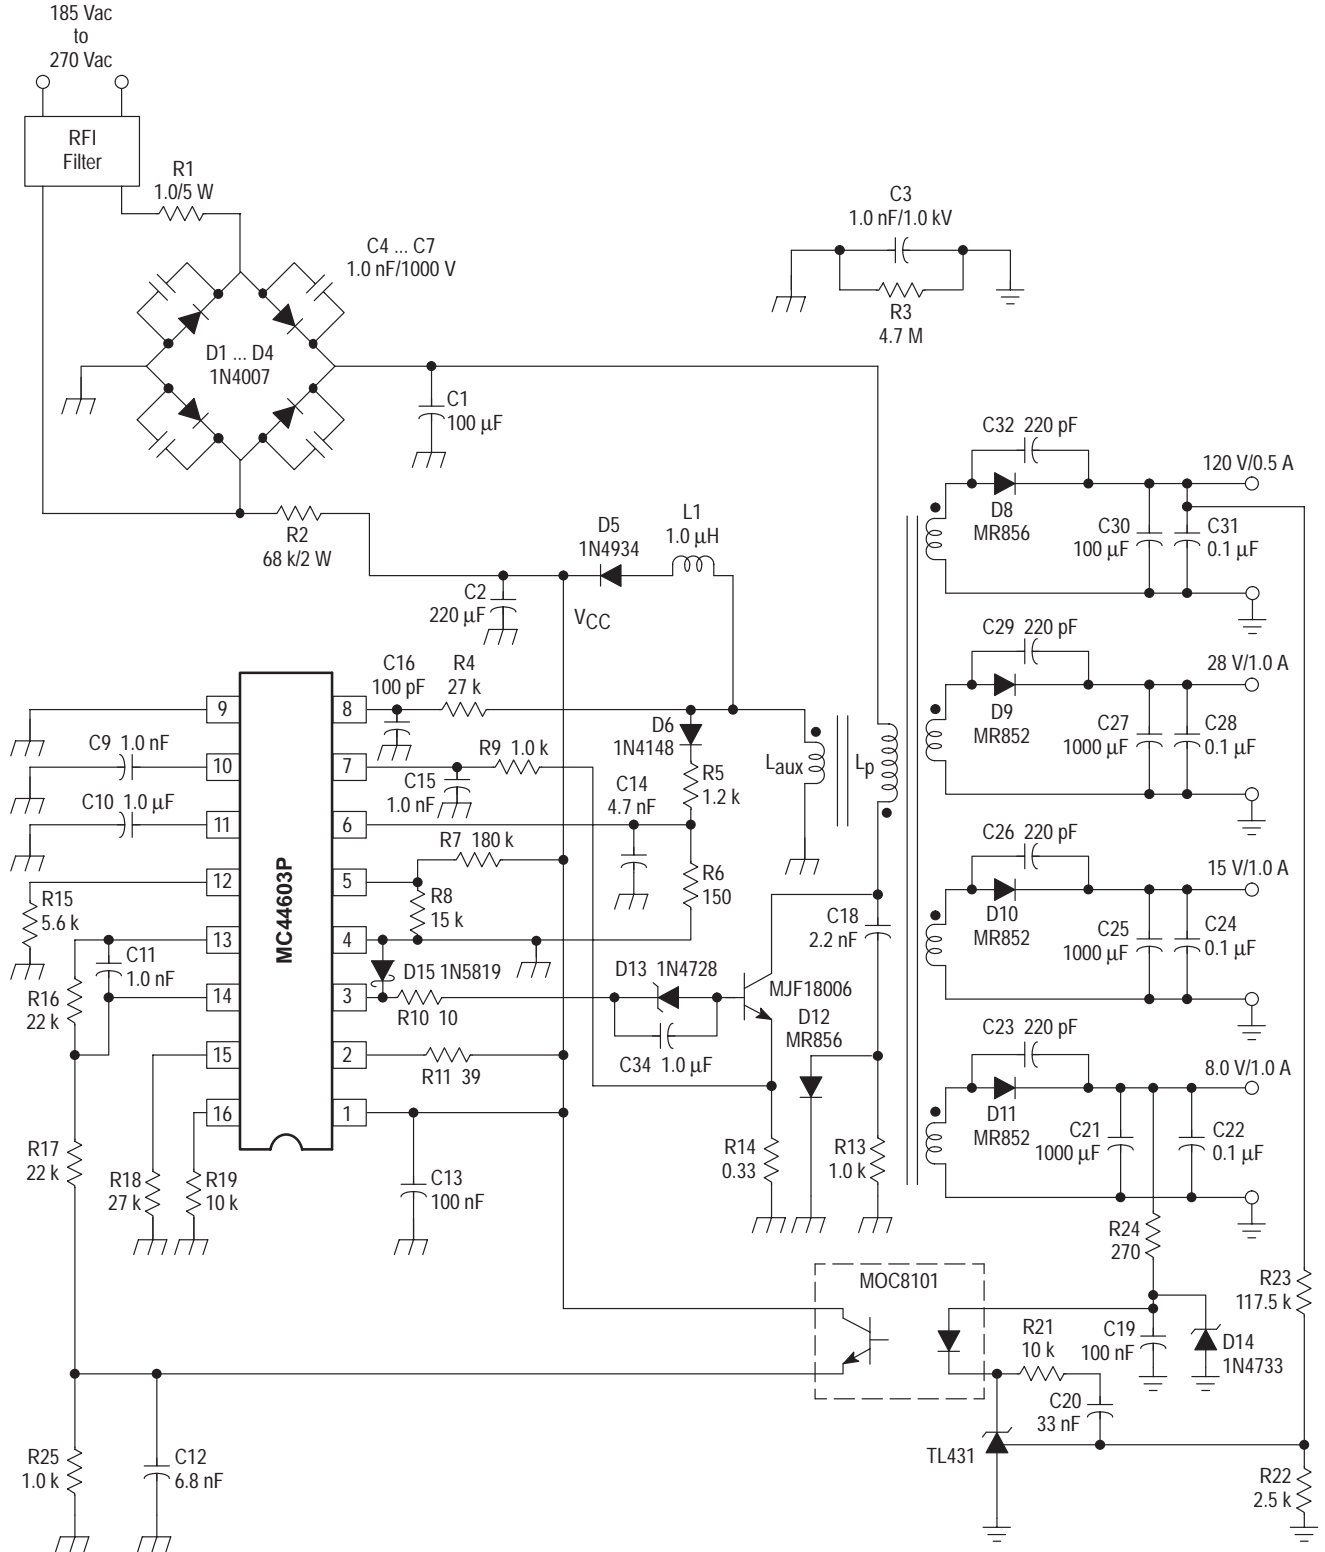 185 Vac
to
270 Vac
RFI
Filter
R1
1.0/5 W
C4 ... C7
1.0 nF/1000 V
C3
1.0 nF/1.0 kV
R3
4.7 M
D1 ... D4
1N4007
C1
100 µF
R2
68 k/2 W
D5
1N4934
L1
1.0 µH
C2
220 µF
VCC
C32 220 pF
120 V/0.5 A
D8
MR856
C30
100 µF
C31
0.1 µF
C29 220 pF
28 V/1.0 A
D9
MR852
C27
1000 µF
C28
0.1 µF
C26 220 pF
15 V/1.0 A
D10
MR852
C25
1000 µF
C24
0.1 µF
C23 220 pF
8.0 V/1.0 A
D11
MR852
C21
1000 µF
C22
0.1 µF
C16
100 pF
R4
27 k
9
8
C9 1.0 nF
10
7
C15
1.0 nF
R9 1.0 k
D6
1N4148
R5
1.2 k
C14
4.7 nF
Laux
Lp
C10 1.0 µF
11
6
R7 180 k
12
5
R8
15 k
R6
150
R15
5.6 k
13
4
C11
1.0 nF
D15 1N5819
D13 1N4728
C18
2.2 nF
MJF18006
R16
22 k
14
3
R10 10
C34 1.0 µF
D12
MR856
15
2
R11 39
16
1
MC44603P
R17
22 k
R18
27 k
R19
10 k
C13
100 nF
R14
0.33
R13
1.0 k
R24
270
R23
117.5 k
MOC8101
R21
10 k
C19
100 nF
D14
1N4733
C20
33 nF
TL431
R22
2.5 k
R25
1.0 k
C12
6.8 nF